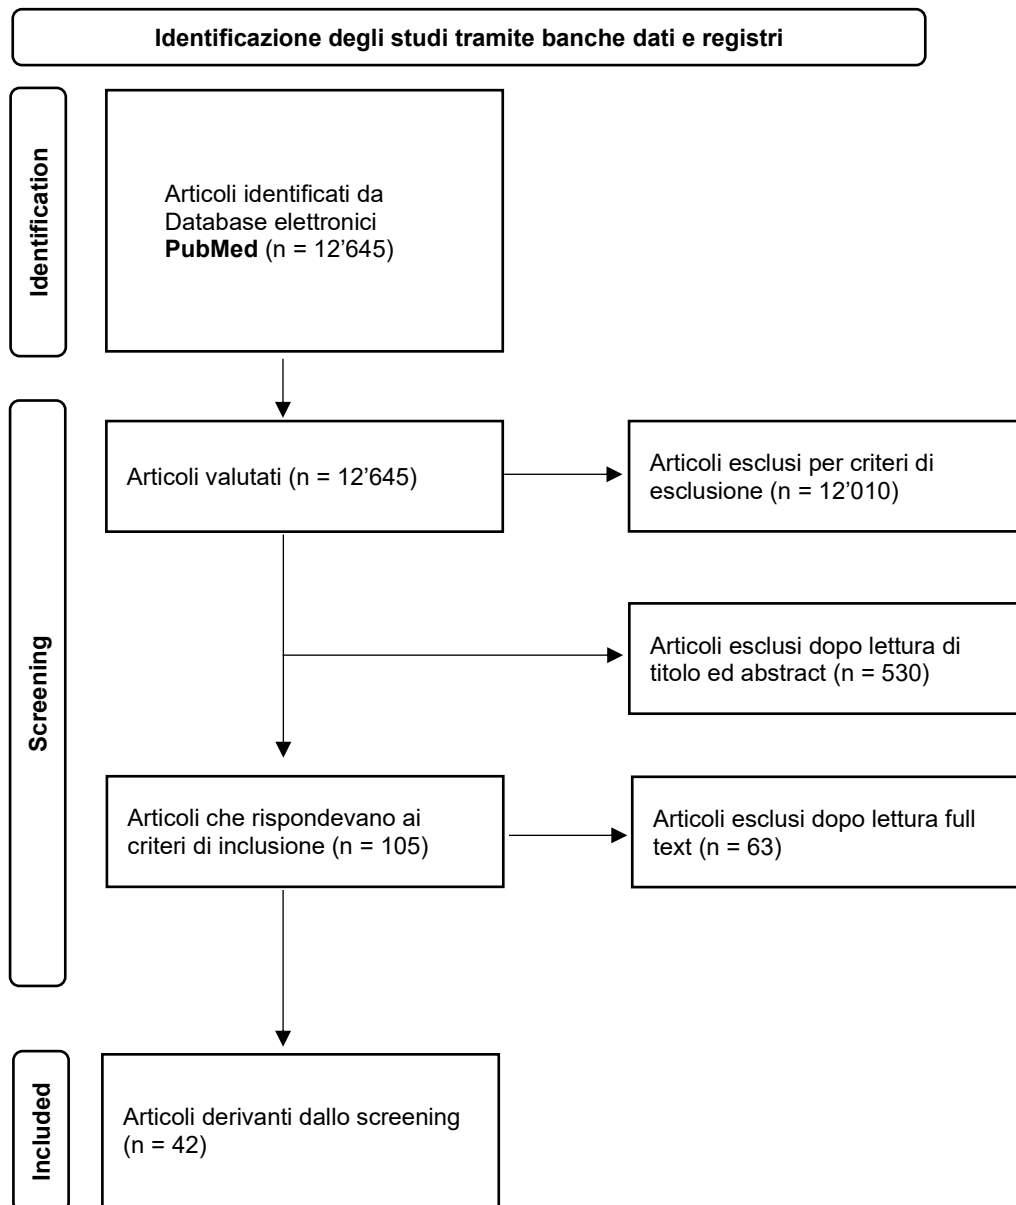 Identificazione degli studi tramite banche dati e registri
Identification
Articoli identificati da
Database elettronici
PubMed (n = 12’645)
Screening
Articoli valutati (n = 12’645)
Articoli esclusi per criteri di
esclusione (n = 12’010)
Articoli esclusi dopo lettura di
titolo ed abstract (n = 530)
Articoli che rispondevano ai
criteri di inclusione (n = 105)
Articoli esclusi dopo lettura full
text (n = 63)
Included
Articoli derivanti dallo screening
(n = 42)